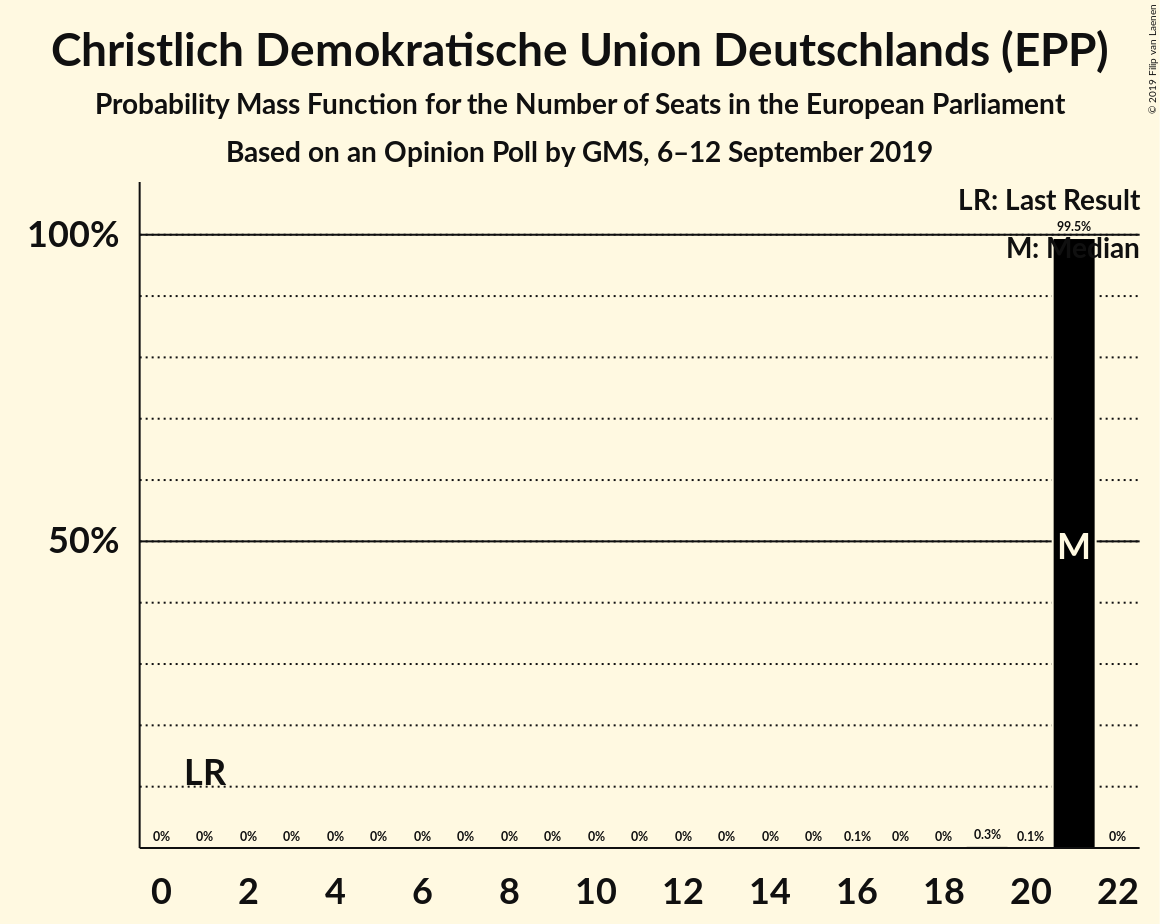 Christlich Demokratische Union Deutschlands (EPP)
Probability Mass Function for the Number of Seats in the European Parliament
Based on an Opinion Poll by GMS, 6–12 September 2019
© 2019 Filip van Laenen
LR: Last Result
M: Median
100%
99.5%
50%
M
LR
0% 0% 0% 0% 0% 0% 0% 0% 0% 0% 0% 0% 0% 0% 0% 0% 0.1% 0% 0% 0.3% 0.1% 0%
0 2 4 6 8 10 12 14 16 18 20 22